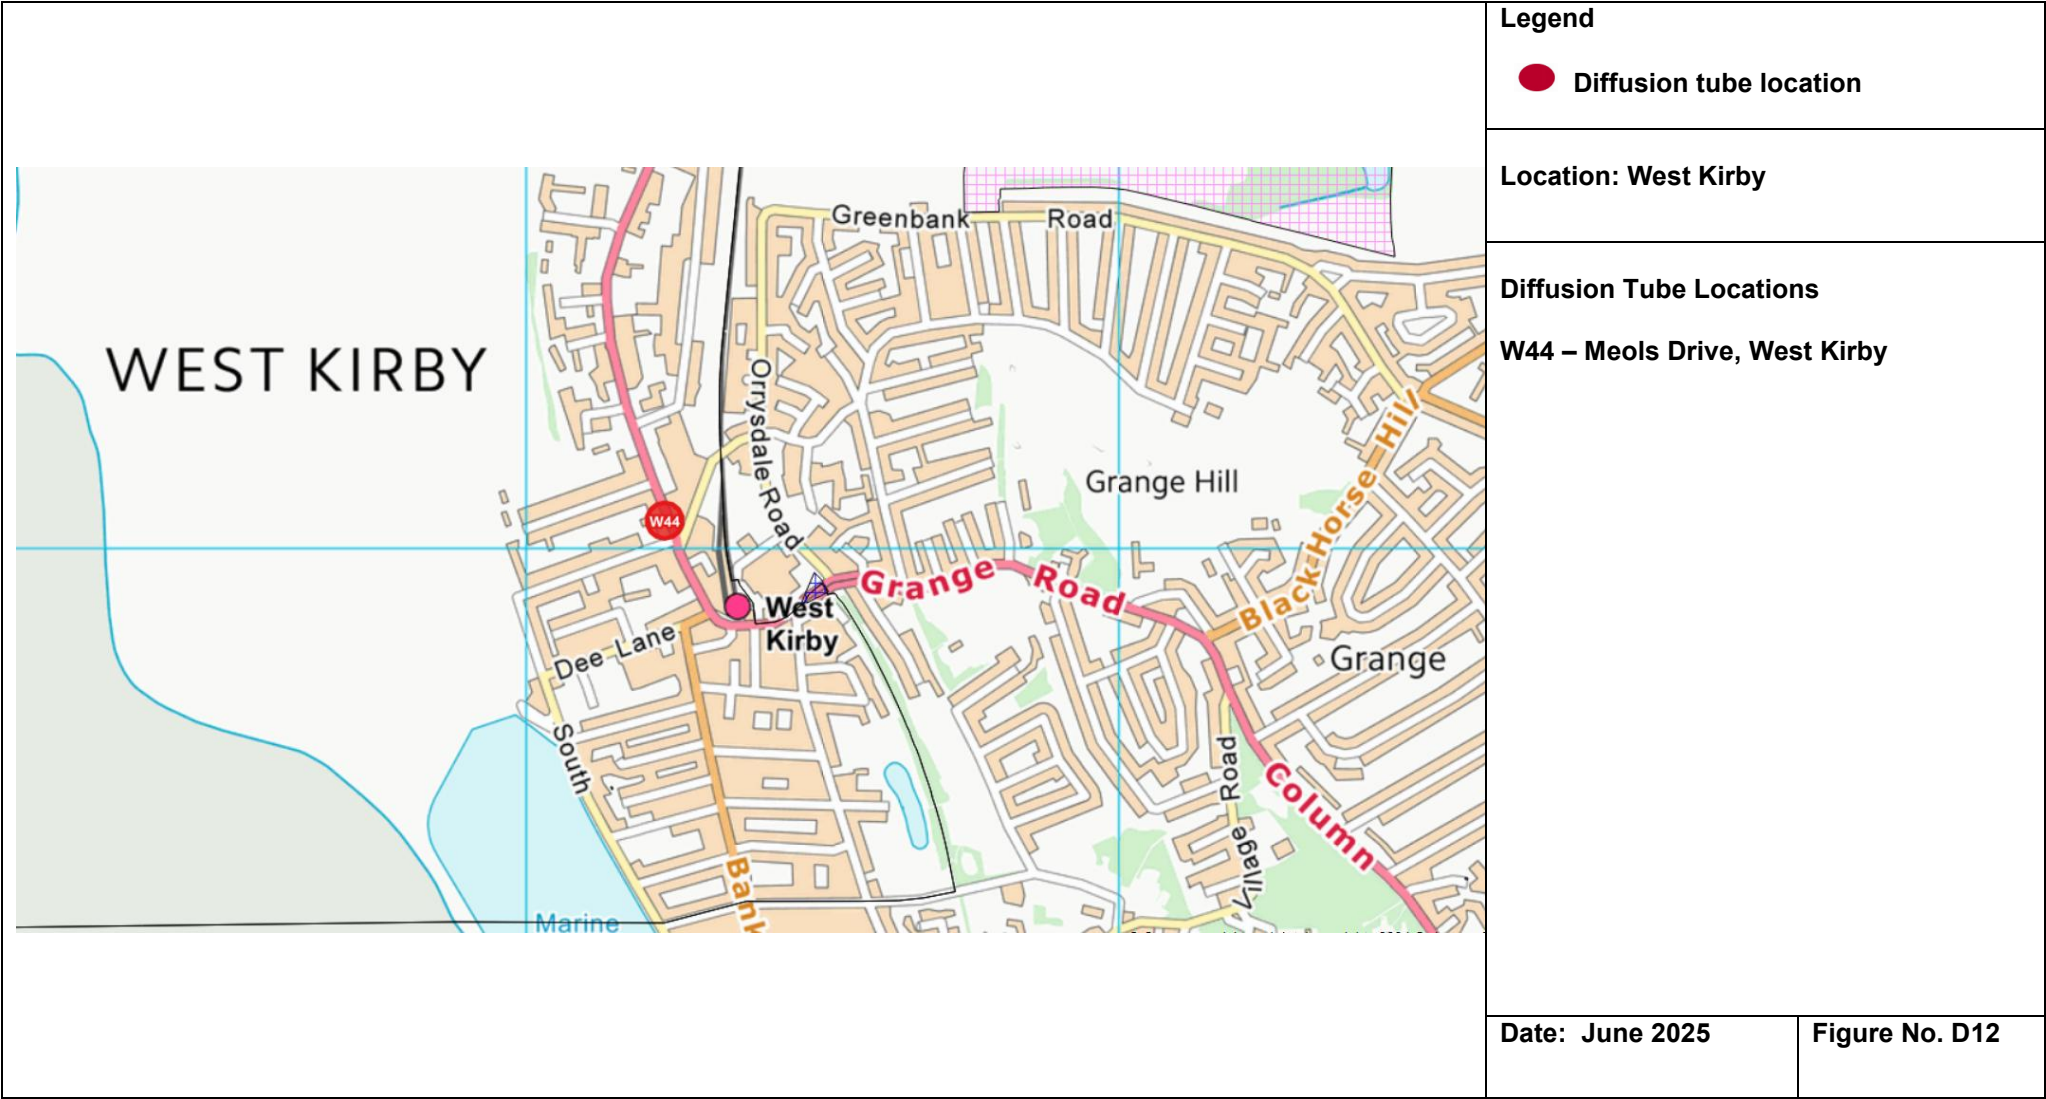 Legend
Diffusion tube location
Location: West Kirby
Diffusion Tube Locations
W44 – Meols Drive, West Kirby
Date: June 2025
Figure No. D12
Greenbank Road
WEST KIRBY
Orrysdale Road
Black Horse Hill
Grange Hill
W44
Grange Road
West
Kirby
Dee Lane
Grange
South
Village Road
Column
Bank
Marine